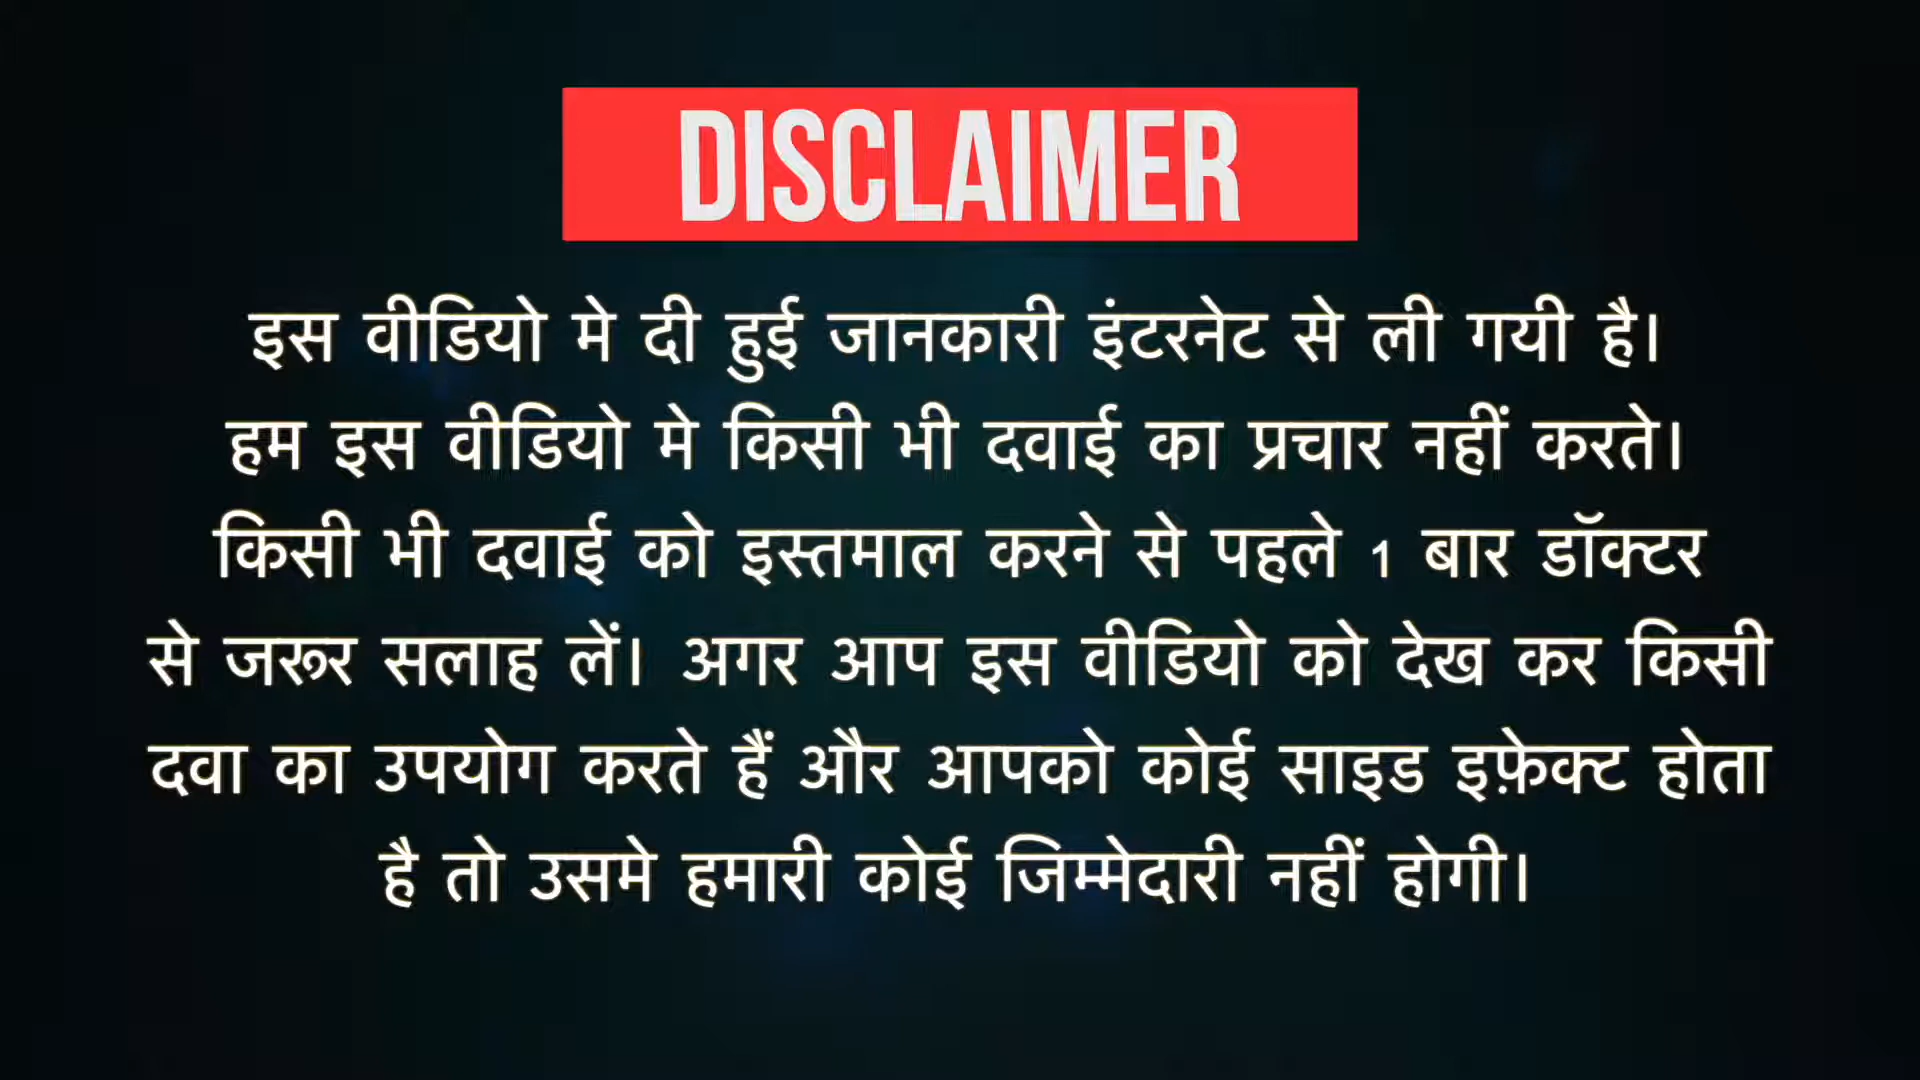 DISCLAIMER
इस वीडियो मे दी हुई जानकारी इंटरनेट से ली गयी है।
हम इस वीडियो मे किसी भी दवाई का प्रचार नहीं करते।
किसी भी दवाई को इस्तमाल करने से पहले 1 बार डॉक्टर
से जरूर सलाह लें। अगर आप इस वीडियो को देख कर किसी
दवा का उपयोग करते हैं और आपको कोई साइड इफ़ेक्ट होता
है तो उसमे हमारी कोई जिम्मेदारी नहीं होगी।